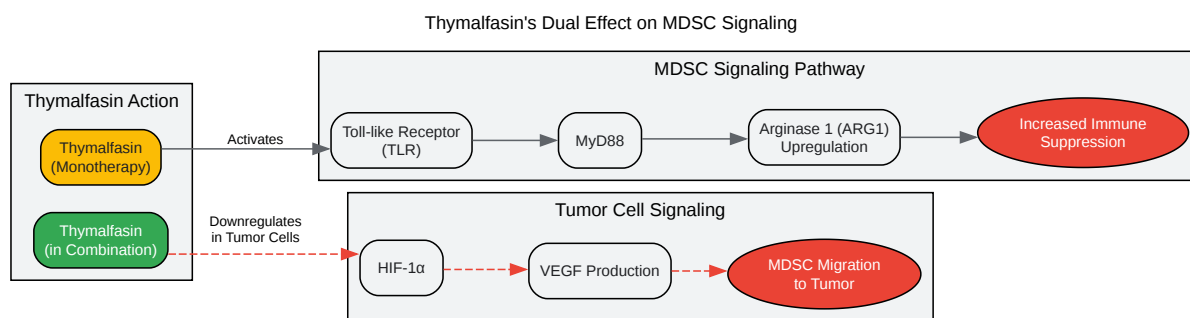 Thymalfasin's Dual Effect on MDSC Signaling
Thymalfasin Action
Thymalfasin
(Monotherapy)
Thymalfasin
(in Combination)
Activates
Downregulates
in Tumor Cells
MDSC Signaling Pathway
Toll-like Receptor
(TLR)
MyD88
Arginase 1 (ARG1)
Upregulation
Increased Immune
Suppression
Tumor Cell Signaling
HIF-1α
VEGF Production
MDSC Migration
to Tumor